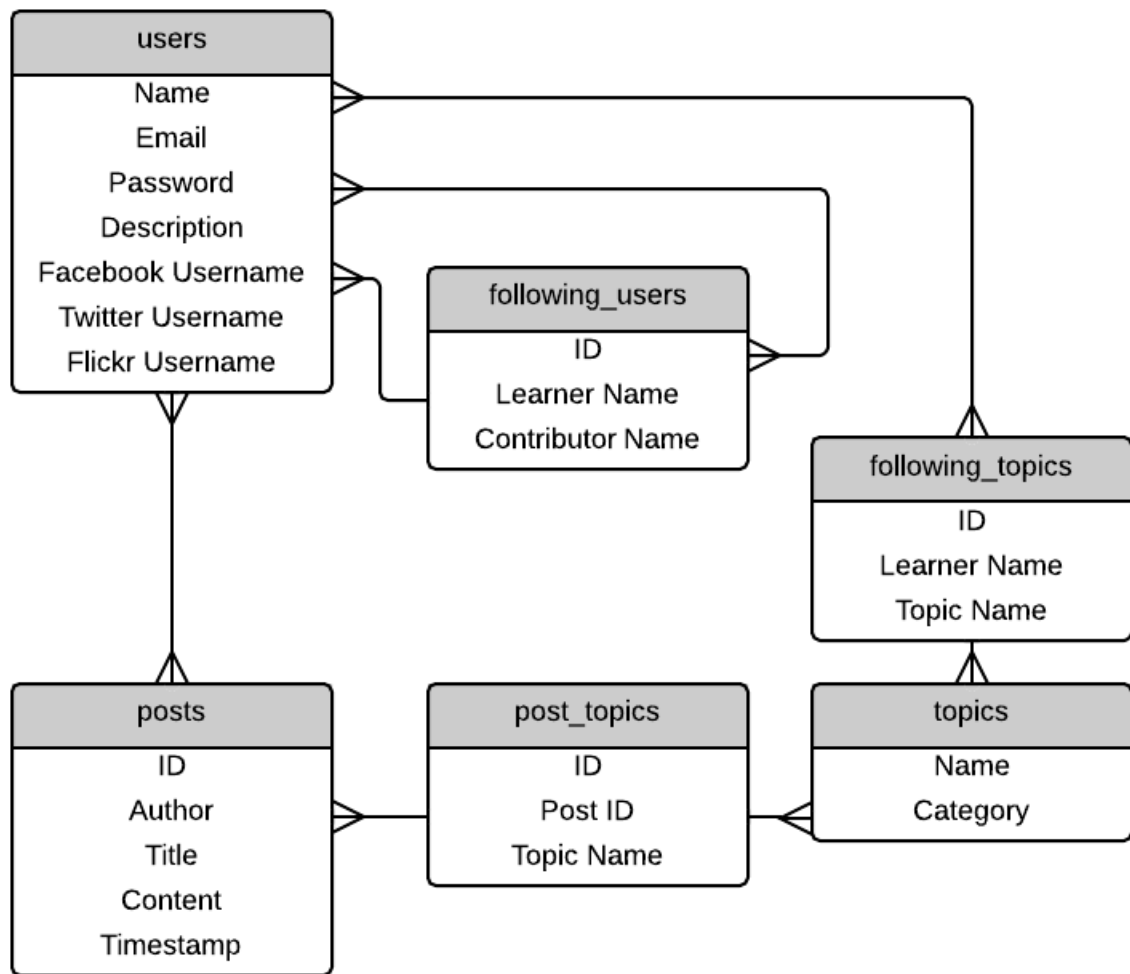 users
Name
Email
Password
Description
Facebook Username
Twitter Username
Flickr Username
following_users
ID
Learner Name
Contributor Name
following_topics
ID
Learner Name
Topic Name
posts
ID
Author
Title
Content
Timestamp
post_topics
ID
Post ID
Topic Name
topics
Name
Category